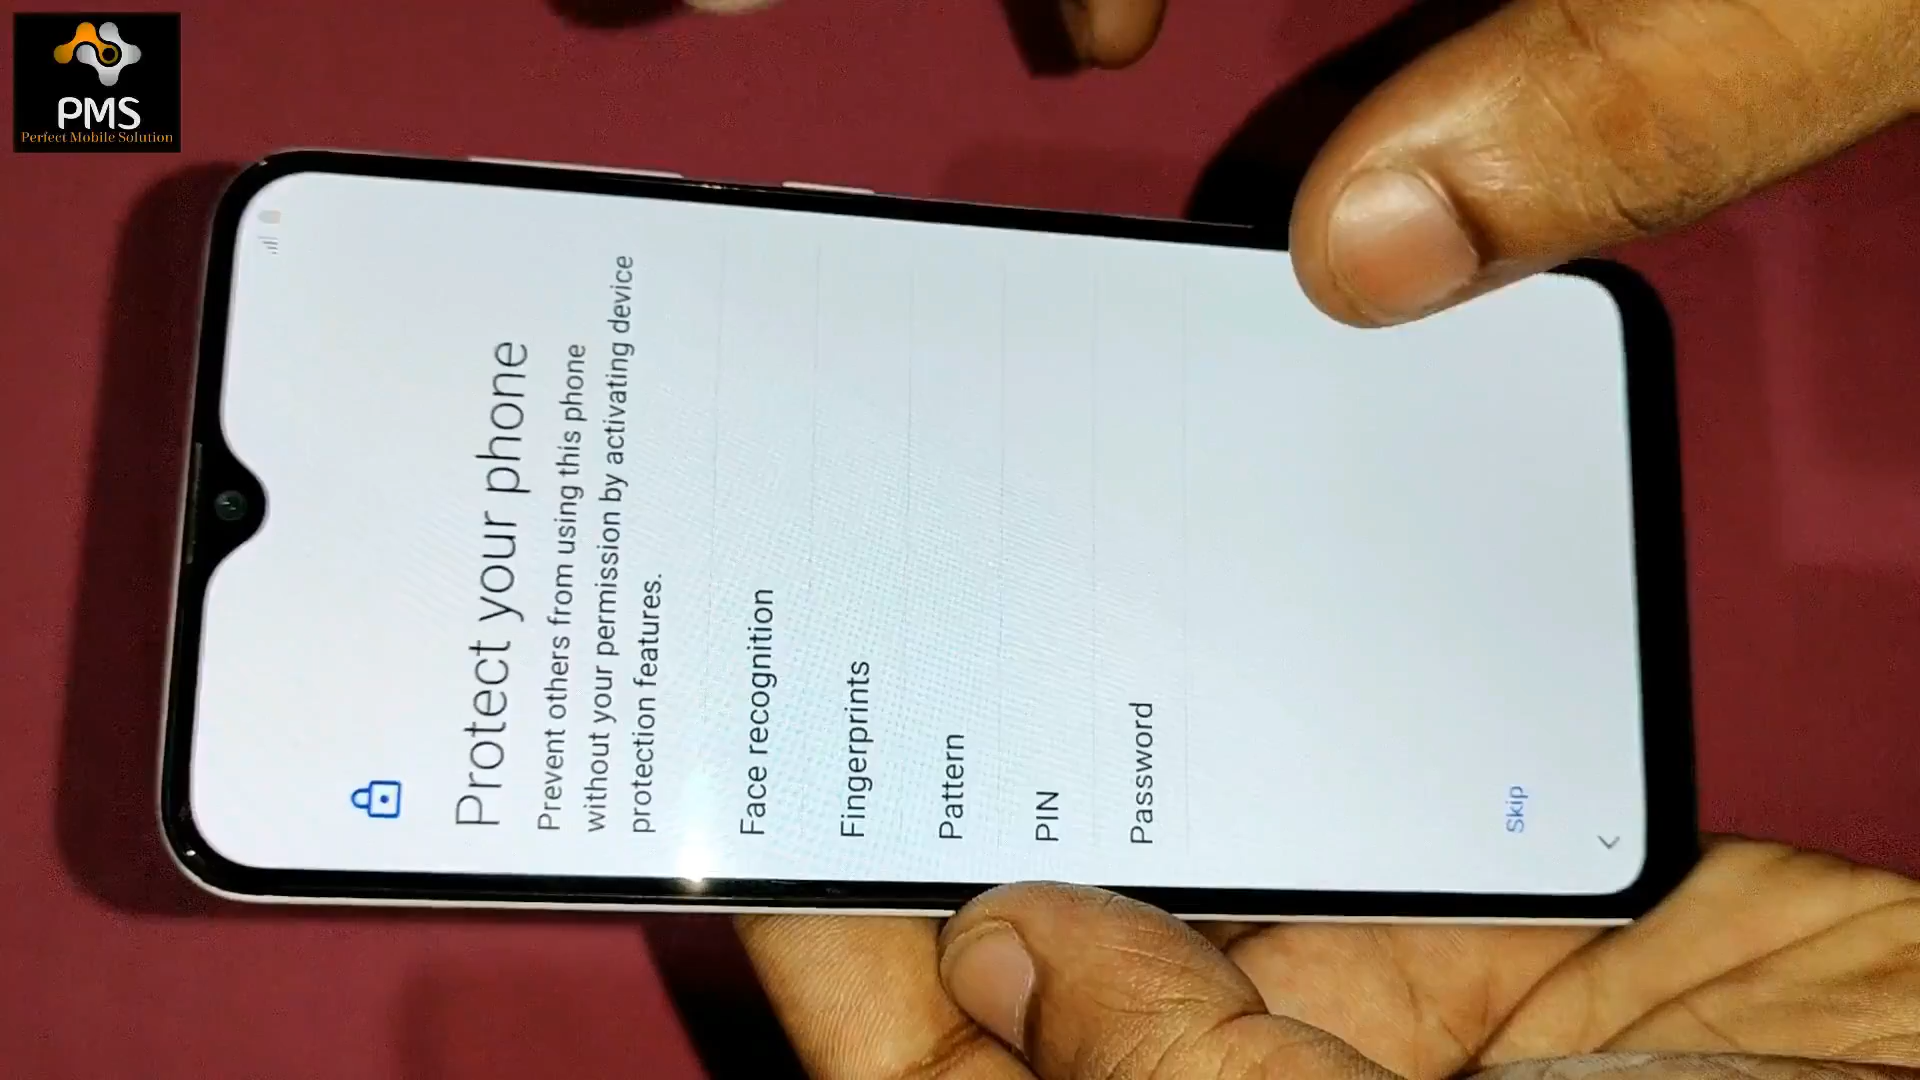 PMS
Perfect Mobile Solution
Protect your phone
Prevent others from using this phone
without your permission by activating device
protection features.
Face recognition
Fingerprints
Pattern
PIN
Password
Skip